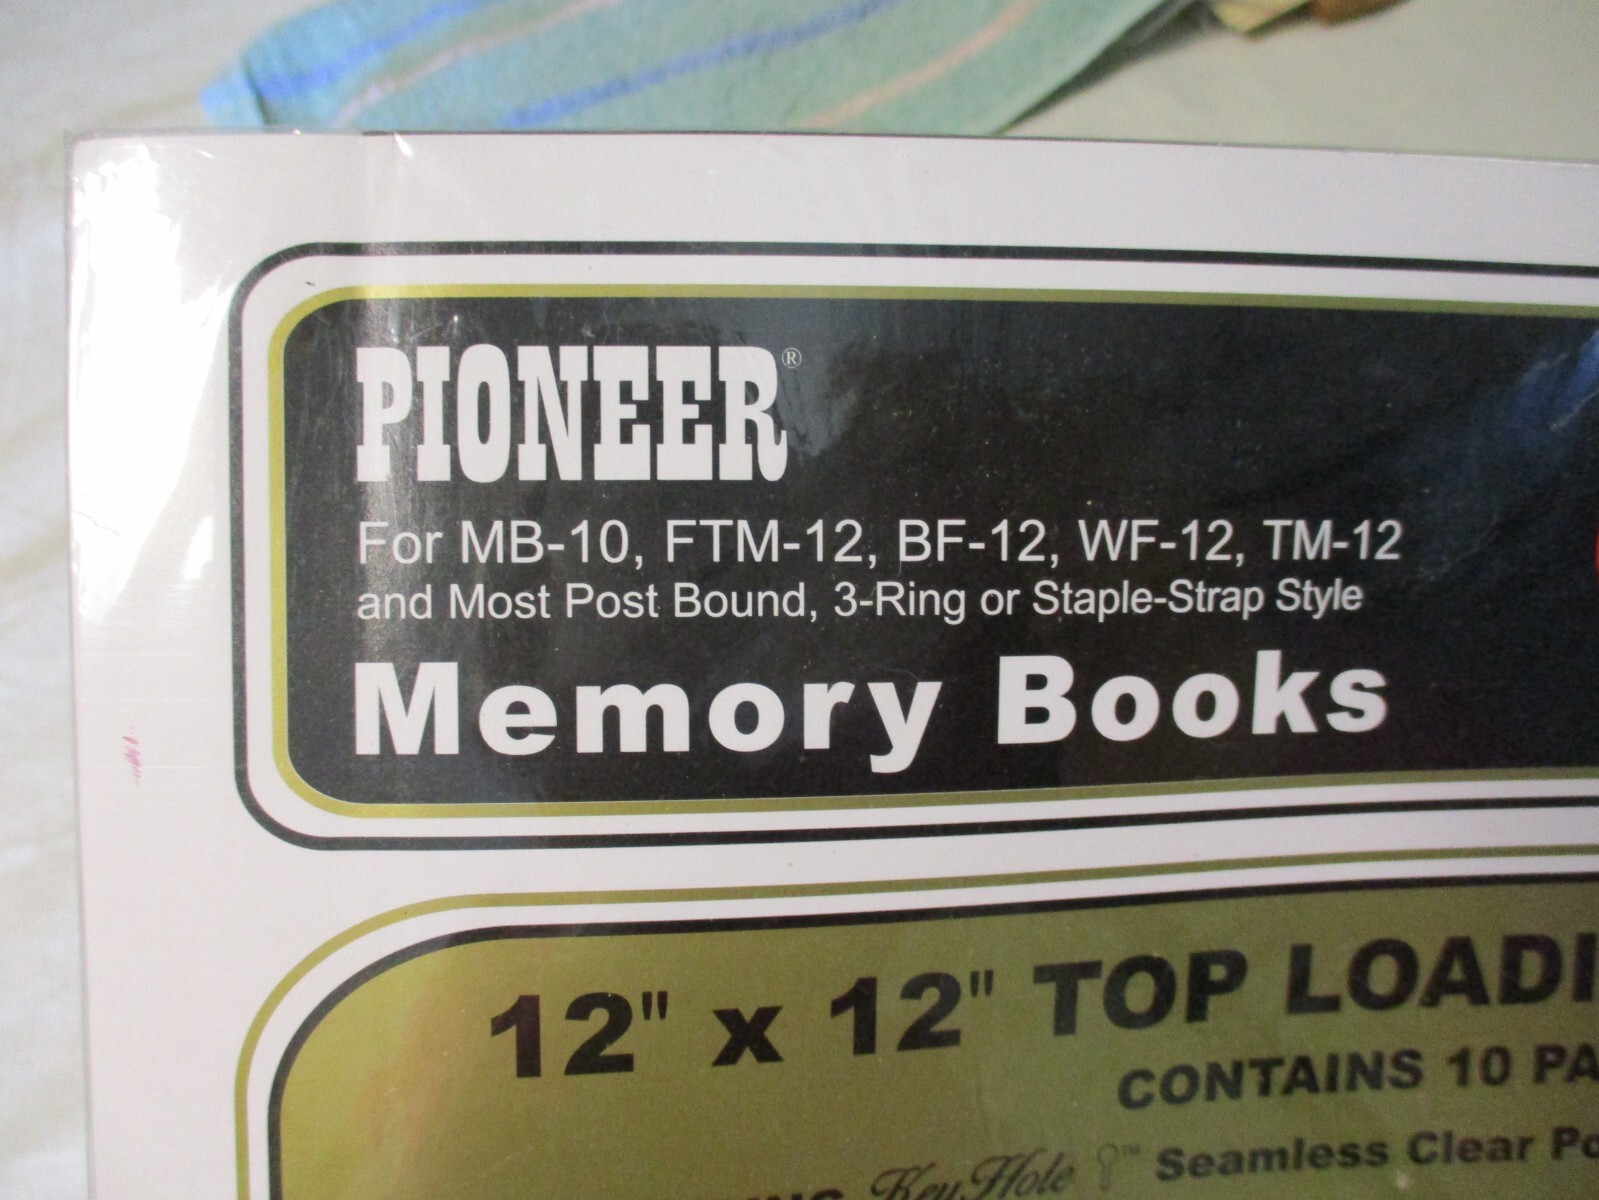 PIONEER®
For MB-10, FTM-12, BF-12, WF-12, TM-12
and Most Post Bound, 3-Ring or Staple-Strap Style
Memory Books
12" x 12" TOP LOADI
CONTAINS 10 PA
KeyHole ™ Seamless Clear Po